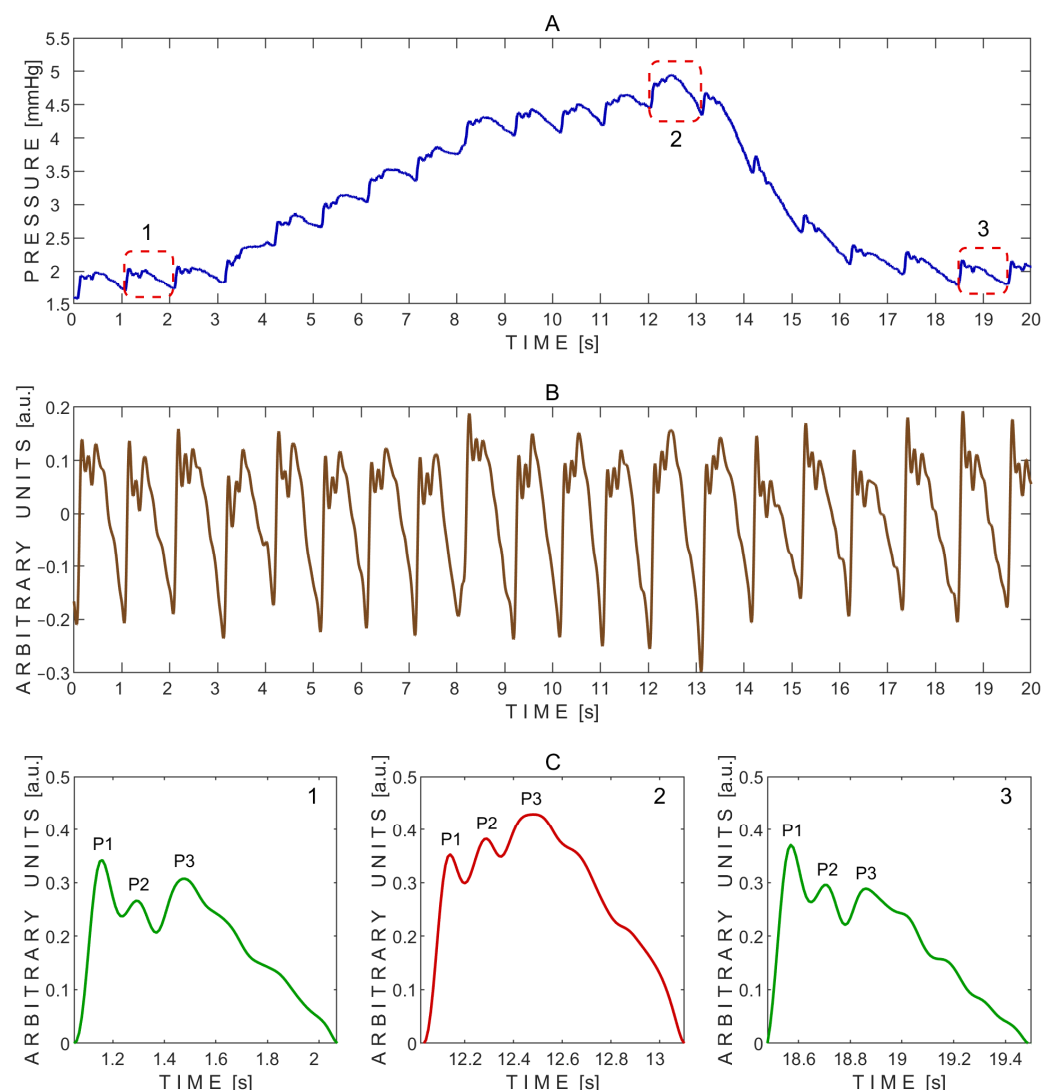 A
PRESSURE [mmHg]
5.5
5
4.5
4
3.5
3
2.5
2
1.5
1
2
3
0 1 2 3 4 5 6 7 8 9 10 11 12 13 14 15 16 17 18 19 20
TIME [s]
B
ARBITRARY UNITS [a.u.]
0.2
0.1
0
−0.1
−0.2
−0.3
0 1 2 3 4 5 6 7 8 9 10 11 12 13 14 15 16 17 18 19 20
TIME [s]
C
ARBITRARY UNITS [a.u.]
0.5
0.4
0.3
0.2
0.1
0
1
P1
P2
P3
1.2 1.4 1.6 1.8 2
TIME [s]
ARBITRARY UNITS [a.u.]
0.5
0.4
0.3
0.2
0.1
0
2
P1
P2
P3
12.2 12.4 12.6 12.8 13
TIME [s]
ARBITRARY UNITS [a.u.]
0.5
0.4
0.3
0.2
0.1
0
3
P1
P2
P3
18.6 18.8 19 19.2 19.4
TIME [s]